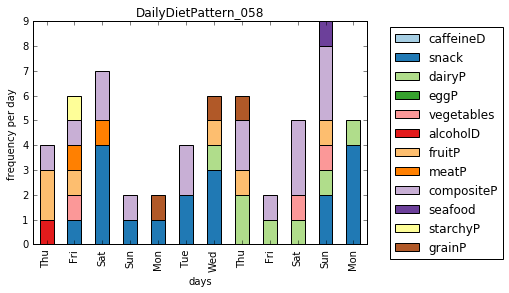 DailyDietPattern_058
frequency per day
9
8
7
6
5
4
3
2
1
0
Thu Fri Sat Sun Mon Tue Wed Thu Fri Sat Sun Mon
days
caffeineD
snack
dairyP
eggP
vegetables
alcoholD
fruitP
meatP
compositeP
seafood
starchyP
grainP